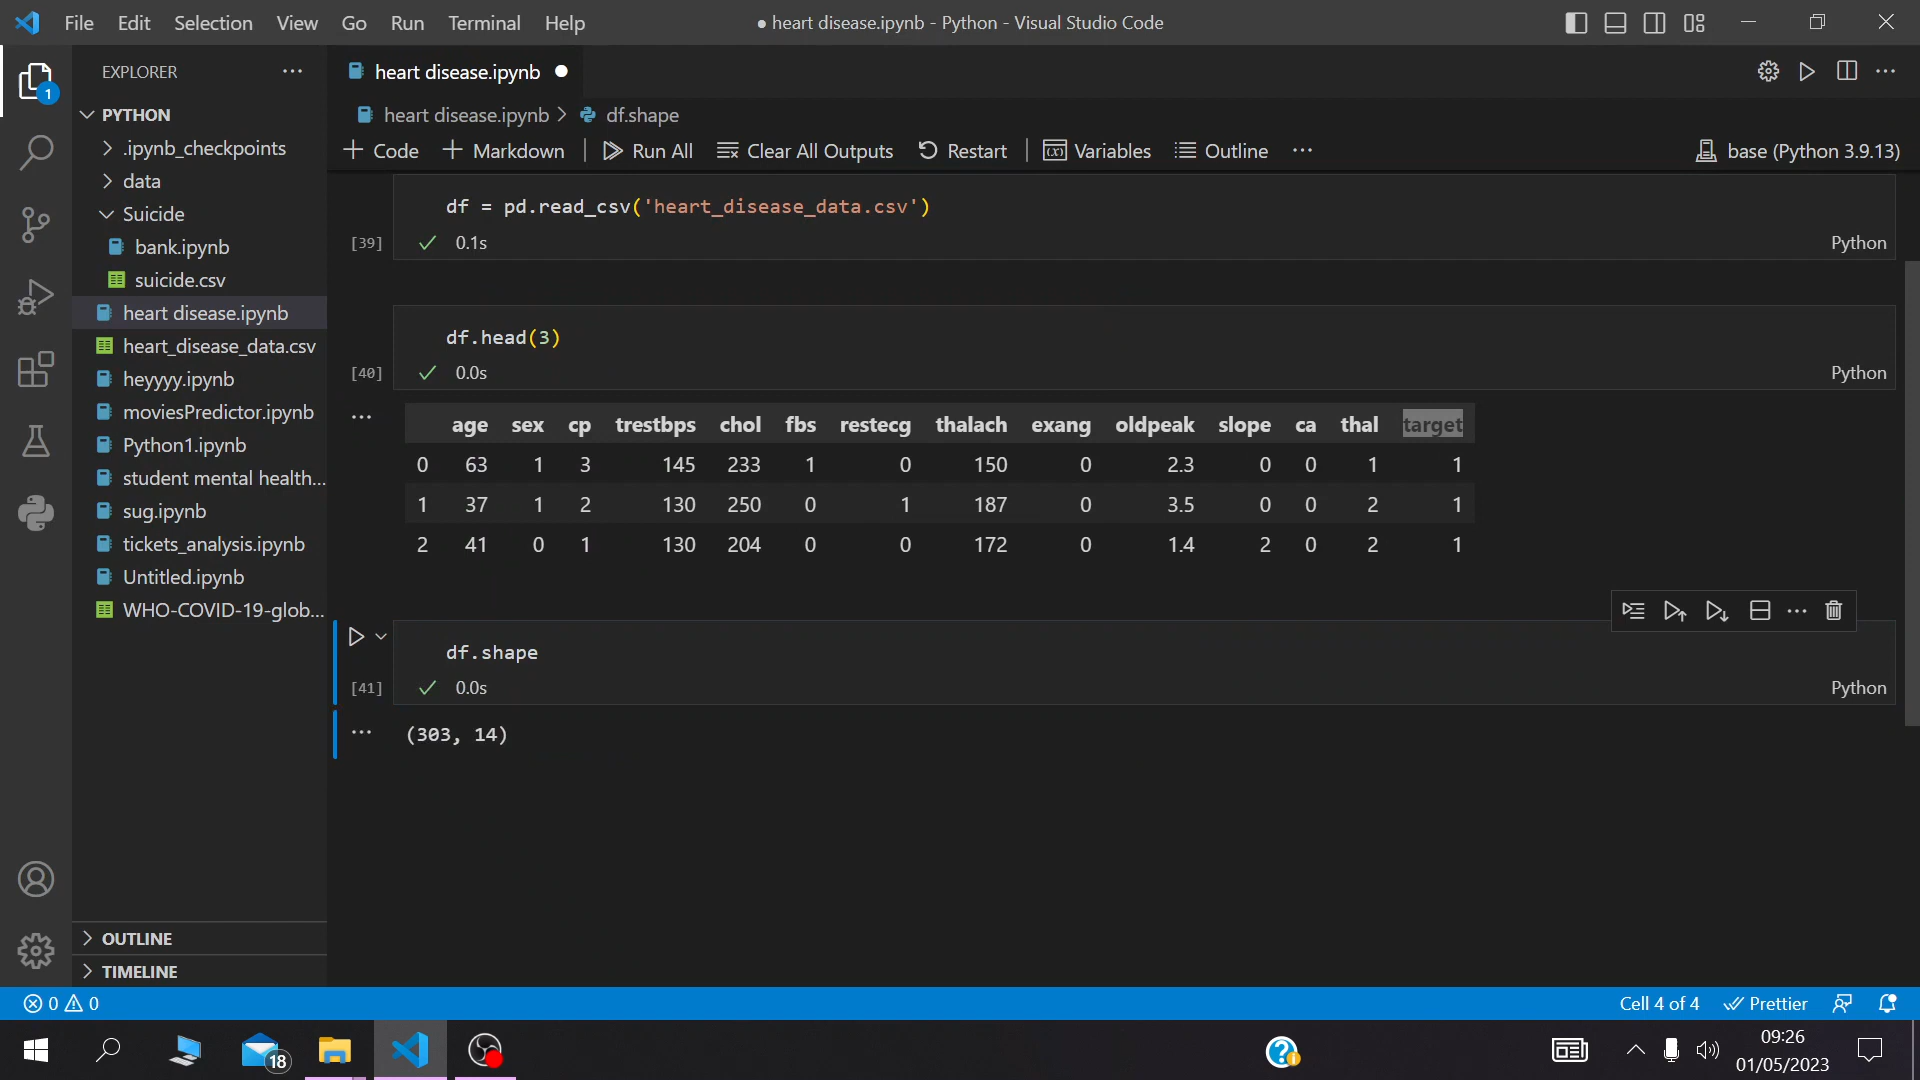 File Edit Selection View Go Run Terminal Help
● heart disease.ipynb - Python - Visual Studio Code
EXPLORER
1
PYTHON
.ipynb_checkpoints
data
Suicide
bank.ipynb
suicide.csv
heart disease.ipynb
heart_disease_data.csv
heyyyy.ipynb
moviesPredictor.ipynb
Python1.ipynb
student mental health...
sug.ipynb
tickets_analysis.ipynb
Untitled.ipynb
WHO-COVID-19-glob...
OUTLINE
TIMELINE
heart disease.ipynb ●
heart disease.ipynb > df.shape
+ Code + Markdown Run All Clear All Outputs Restart Variables Outline ... base (Python 3.9.13)
df = pd.read_csv('heart_disease_data.csv')
[39] ✓ 0.1s Python
df.head(3)
[40] ✓ 0.0s Python
... age sex cp trestbps chol fbs restecg thalach exang oldpeak slope ca thal target
0 63 1 3 145 233 1 0 150 0 2.3 0 0 1 1
1 37 1 2 130 250 0 1 187 0 3.5 0 0 2 1
2 41 0 1 130 204 0 0 172 0 1.4 2 0 2 1
df.shape
[41] ✓ 0.0s Python
... (303, 14)
0 0 Cell 4 of 4 Prettier
18
09:26
01/05/2023